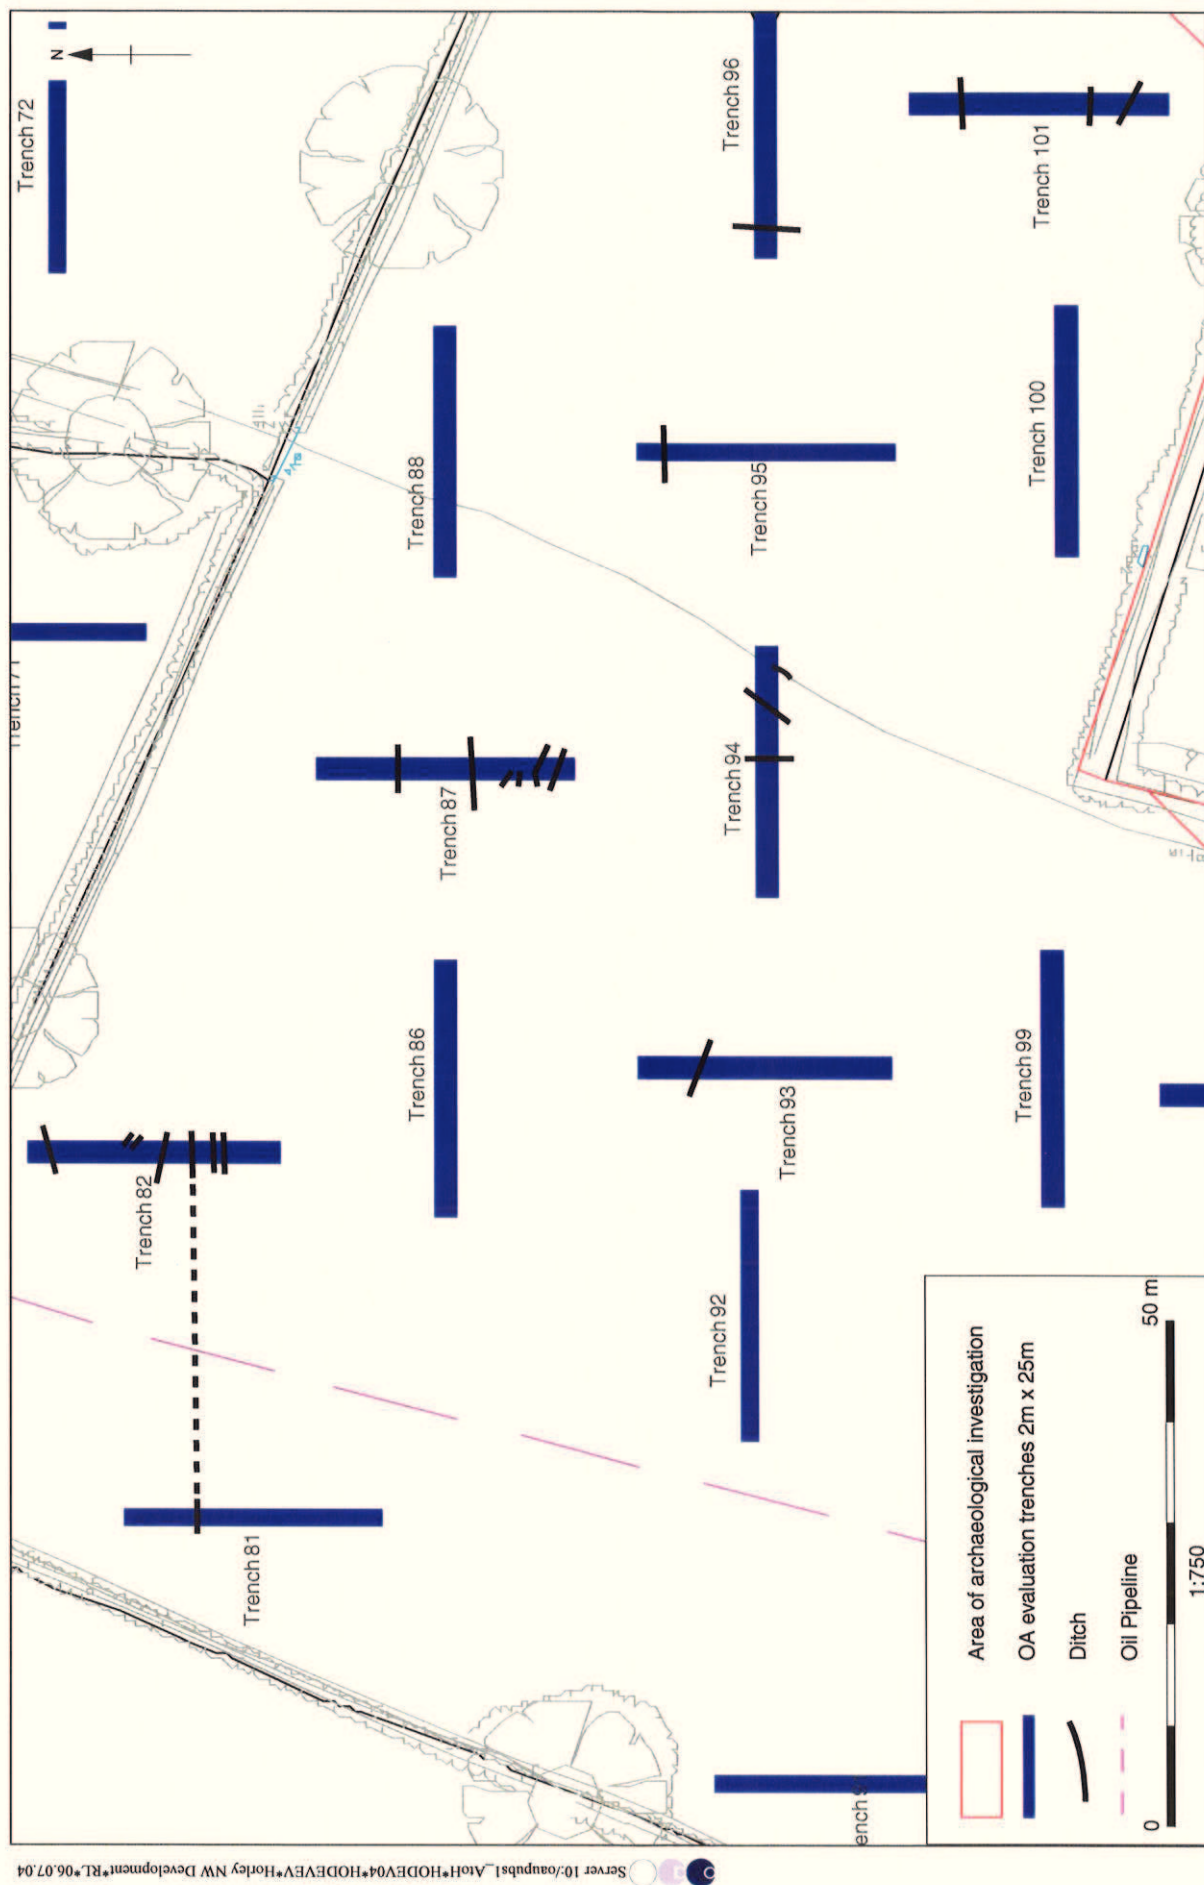 N
Trench 72
Trench 71
Trench 96
Trench 101
Trench 88
Trench 95
Trench 100
Trench 87
Trench 94
Trench 86
Trench 93
Trench 99
Trench 82
Trench 92
Trench 81
Area of archaeological investigation
OA evaluation trenches 2m x 25m
Ditch
Oil Pipeline
0
50 m
1:750
Server 10:/oaupubs1_AtoH*HODEV04*HODEVEV*Horley NW Development*RL*06.07.04